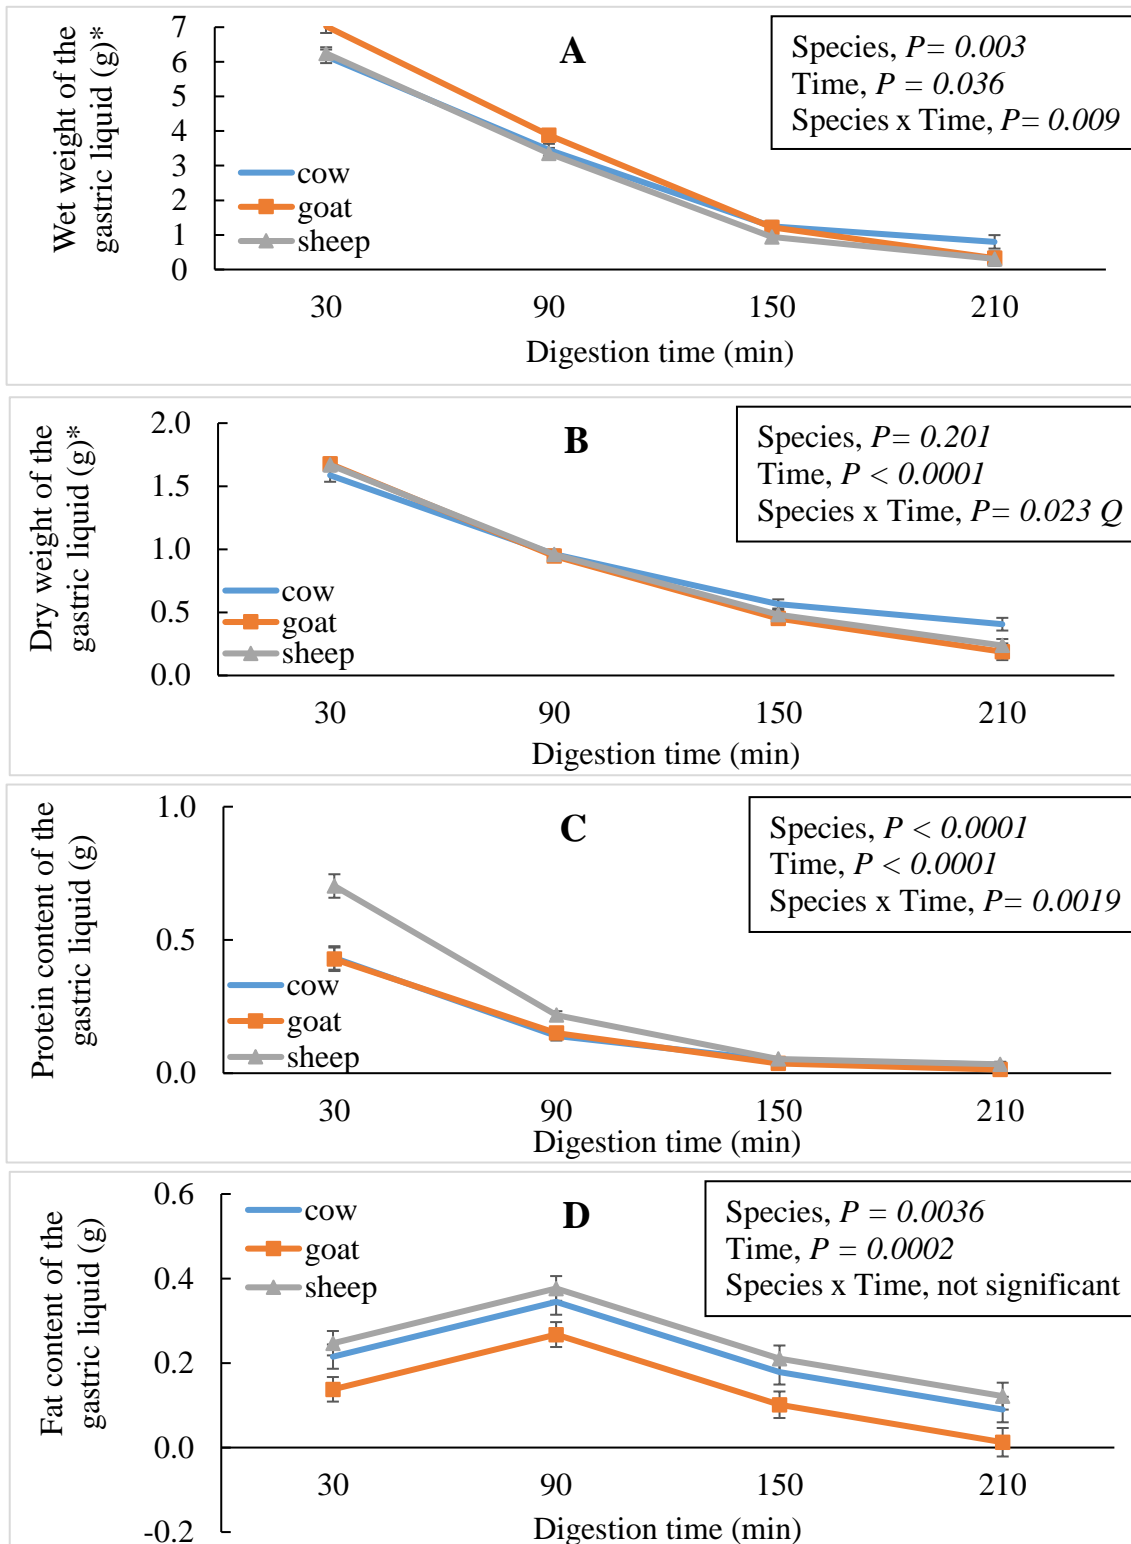 Wet weight of the
gastric liquid (g)*
7
6
5
4
3
2
1
0
A
Species, P= 0.003
Time, P = 0.036
Species x Time, P= 0.009
cow
goat
sheep
30 90 150 210
Digestion time (min)
Dry weight of the
gastric liquid (g)*
2.0
1.5
1.0
0.5
0.0
B
Species, P= 0.201
Time, P < 0.0001
Species x Time, P= 0.023 Q
cow
goat
sheep
30 90 150 210
Digestion time (min)
Protein content of the
gastric liquid (g)
1.0
0.5
0.0
C
Species, P < 0.0001
Time, P < 0.0001
Species x Time, P= 0.0019
cow
goat
sheep
30 90 150 210
Digestion time (min)
Fat content of the
gastric liquid (g)
0.6
0.4
0.2
0.0
-0.2
D
cow
goat
sheep
Species, P = 0.0036
Time, P = 0.0002
Species x Time, not significant
30 90 150 210
Digestion time (min)